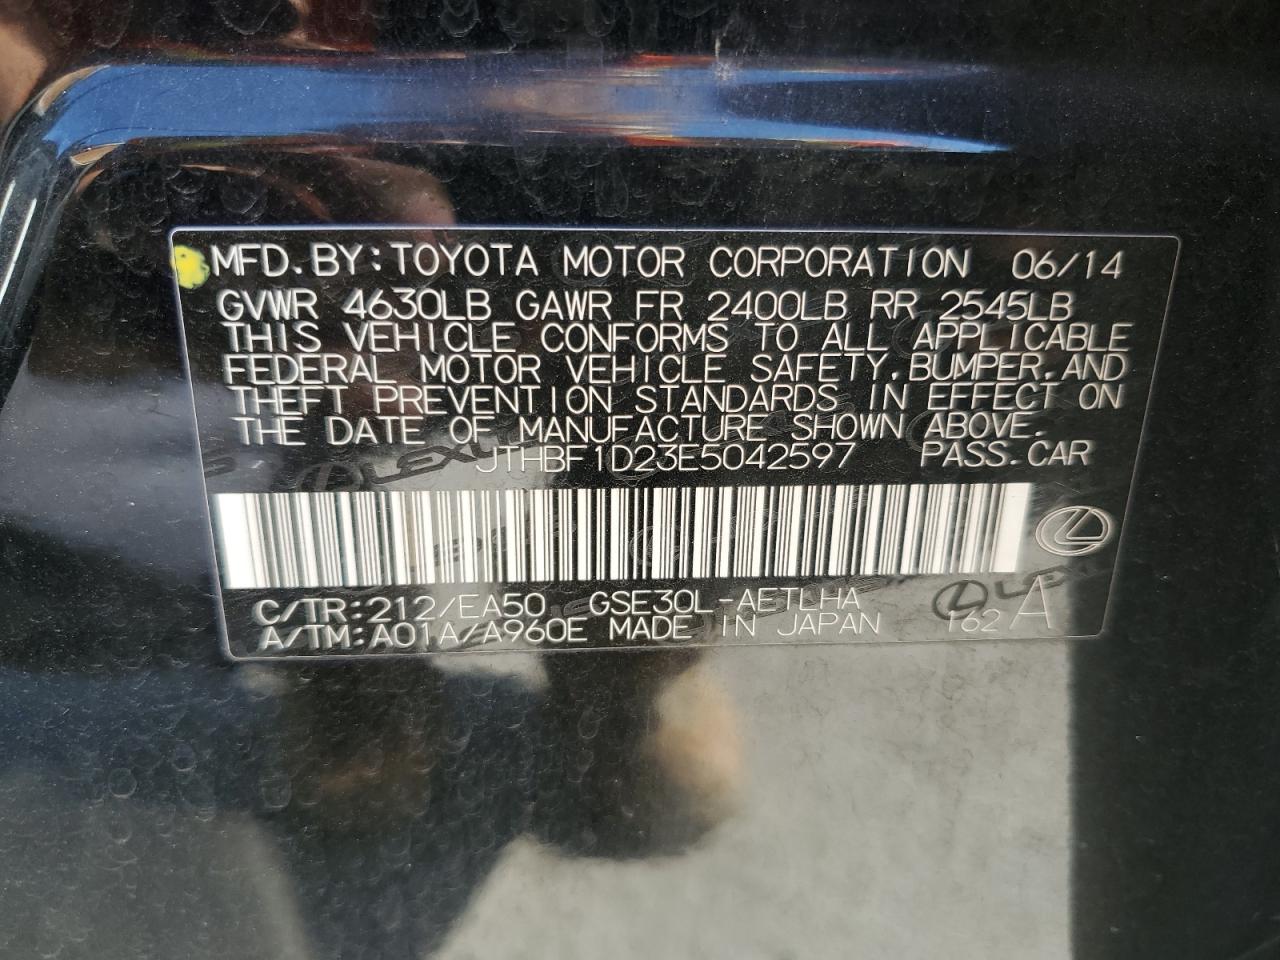 MFD.BY:TOYOTA MOTOR CORPORATION 06/14
GVWR 4630LB GAWR FR 2400LB RR 2545LB
THIS VEHICLE CONFORMS TO ALL APPLICABLE
FEDERAL MOTOR VEHICLE SAFETY,BUMPER,AND
THEFT PREVENTION STANDARDS IN EFFECT ON
THE DATE OF MANUFACTURE SHOWN ABOVE.
JTHBF1D23E5042597 PASS.CAR
C/TR:212/EA50 GSE30L-AETLHA
A/TM:A01A/A960E MADE IN JAPAN 162 A
LEXUS
LEXUS